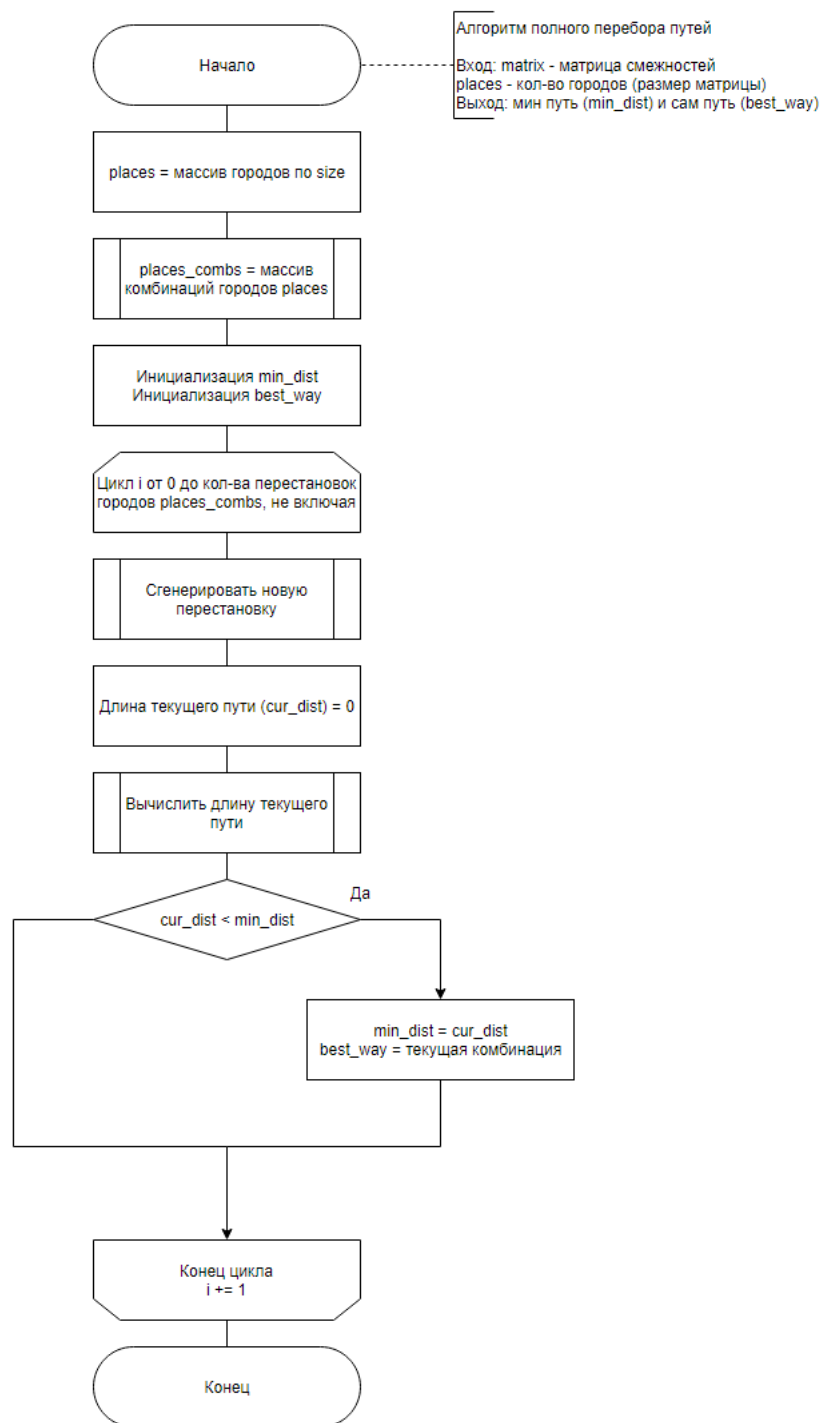 Начало
Алгоритм полного перебора путей
Вход: matrix - матрица смежностей
places - кол-во городов (размер матрицы)
Выход: мин путь (min_dist) и сам путь (best_way)
places = массив городов по size
places_combs = массив
комбинаций городов places
Инициализация min_dist
Инициализация best_way
Цикл i от 0 до кол-ва перестановок
городов places_combs, не включая
Сгенерировать новую
перестановку
Длина текущего пути (cur_dist) = 0
Вычислить длину текущего
пути
Да
cur_dist < min_dist
min_dist = cur_dist
best_way = текущая комбинация
Конец цикла
i += 1
Конец